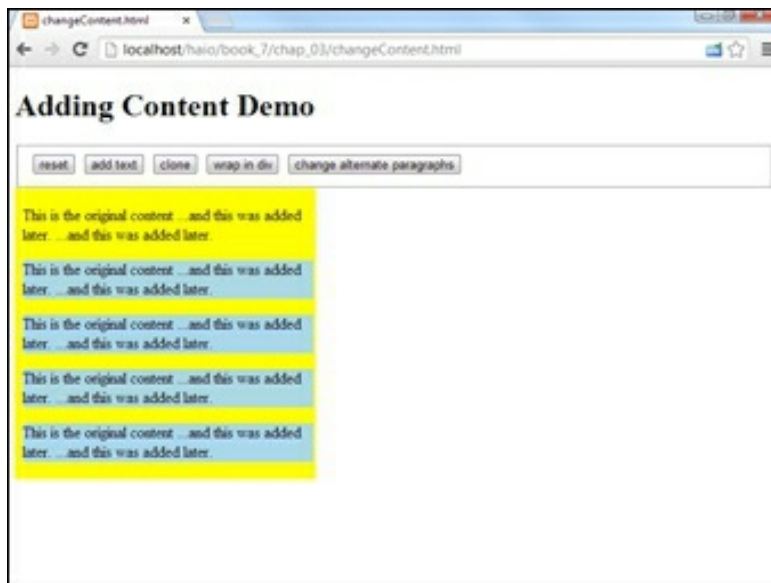 changeContent.html
localhost/haio/book_7/chap_03/changeContent.html
Adding Content Demo
reset add text clone wrap in div change alternate paragraphs
This is the original content ...and this was added
later. ...and this was added later.
This is the original content ...and this was added
later. ...and this was added later.
This is the original content ...and this was added
later. ...and this was added later.
This is the original content ...and this was added
later. ...and this was added later.
This is the original content ...and this was added
later. ...and this was added later.